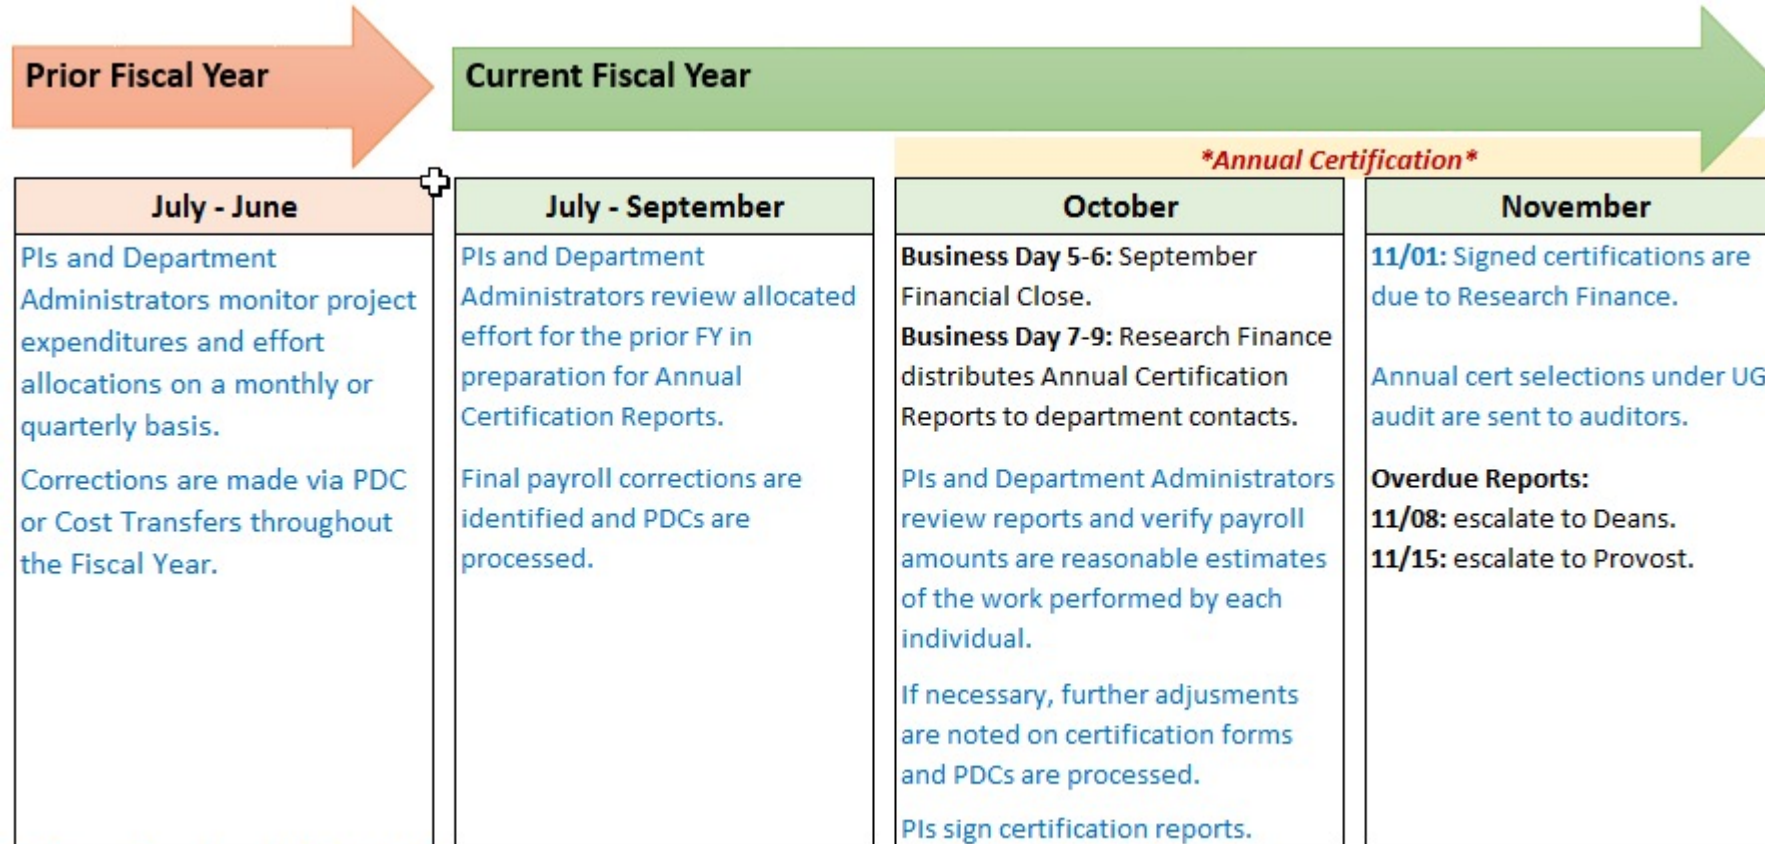 Prior Fiscal Year
Current Fiscal Year
*Annual Certification*
July - June
PIs and Department
Administrators monitor project
expenditures and effort
allocations on a monthly or
quarterly basis.
Corrections are made via PDC
or Cost Transfers throughout
the Fiscal Year.
July - September
PIs and Department
Administrators review allocated
effort for the prior FY in
preparation for Annual
Certification Reports.
Final payroll corrections are
identified and PDCs are
processed.
October
Business Day 5-6: September
Financial Close.
Business Day 7-9: Research Finance
distributes Annual Certification
Reports to department contacts.
PIs and Department Administrators
review reports and verify payroll
amounts are reasonable estimates
of the work performed by each
individual.
If necessary, further adjusments
are noted on certification forms
and PDCs are processed.
PIs sign certification reports.
November
11/01: Signed certifications are
due to Research Finance.
Annual cert selections under UG
audit are sent to auditors.
Overdue Reports:
11/08: escalate to Deans.
11/15: escalate to Provost.